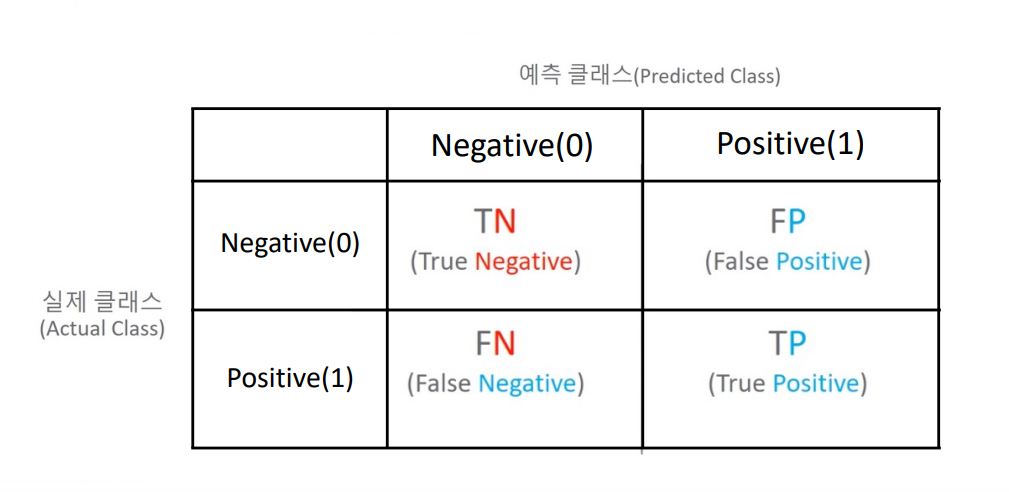 예측 클래스(Predicted Class)
Negative(0) Positive(1)
Negative(0) TN FP
(True Negative) (False Positive)
실제 클래스
(Actual Class)
Positive(1) FN TP
(False Negative) (True Positive)